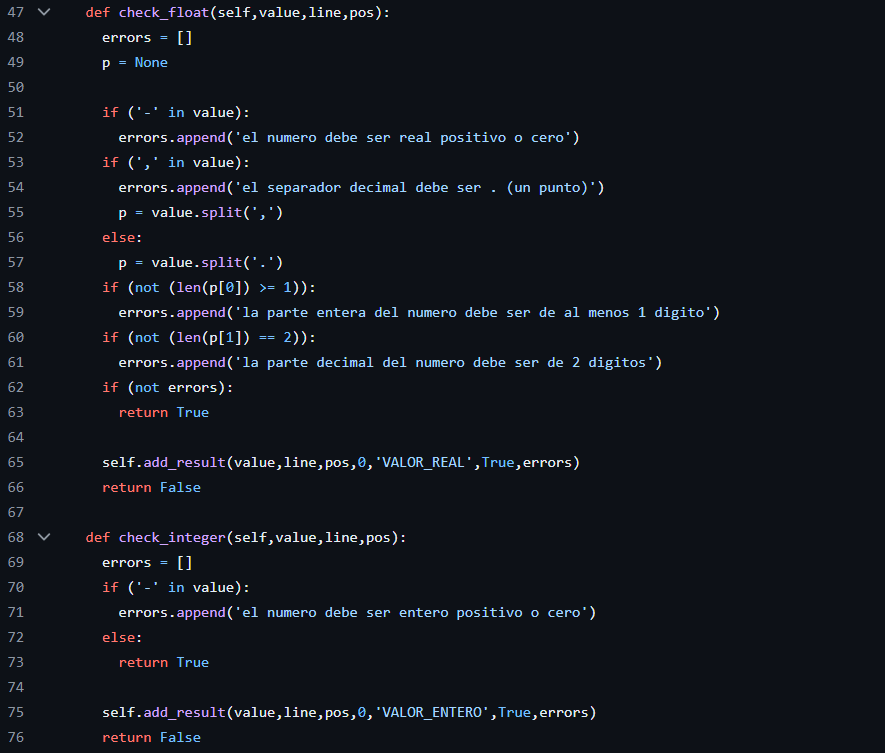 47 def check_float(self,value,line,pos):
48 errors = []
49 p = None
50
51 if ('-' in value):
52 errors.append('el numero debe ser real positivo o cero')
53 if (',' in value):
54 errors.append('el separador decimal debe ser . (un punto)')
55 p = value.split(',')
56 else:
57 p = value.split('.')
58 if (not (len(p[0]) >= 1)):
59 errors.append('la parte entera del numero debe ser de al menos 1 digito')
60 if (not (len(p[1]) == 2)):
61 errors.append('la parte decimal del numero debe ser de 2 digitos')
62 if (not errors):
63 return True
64
65 self.add_result(value,line,pos,0,'VALOR_REAL',True,errors)
66 return False
67
68 def check_integer(self,value,line,pos):
69 errors = []
70 if ('-' in value):
71 errors.append('el numero debe ser entero positivo o cero')
72 else:
73 return True
74
75 self.add_result(value,line,pos,0,'VALOR_ENTERO',True,errors)
76 return False